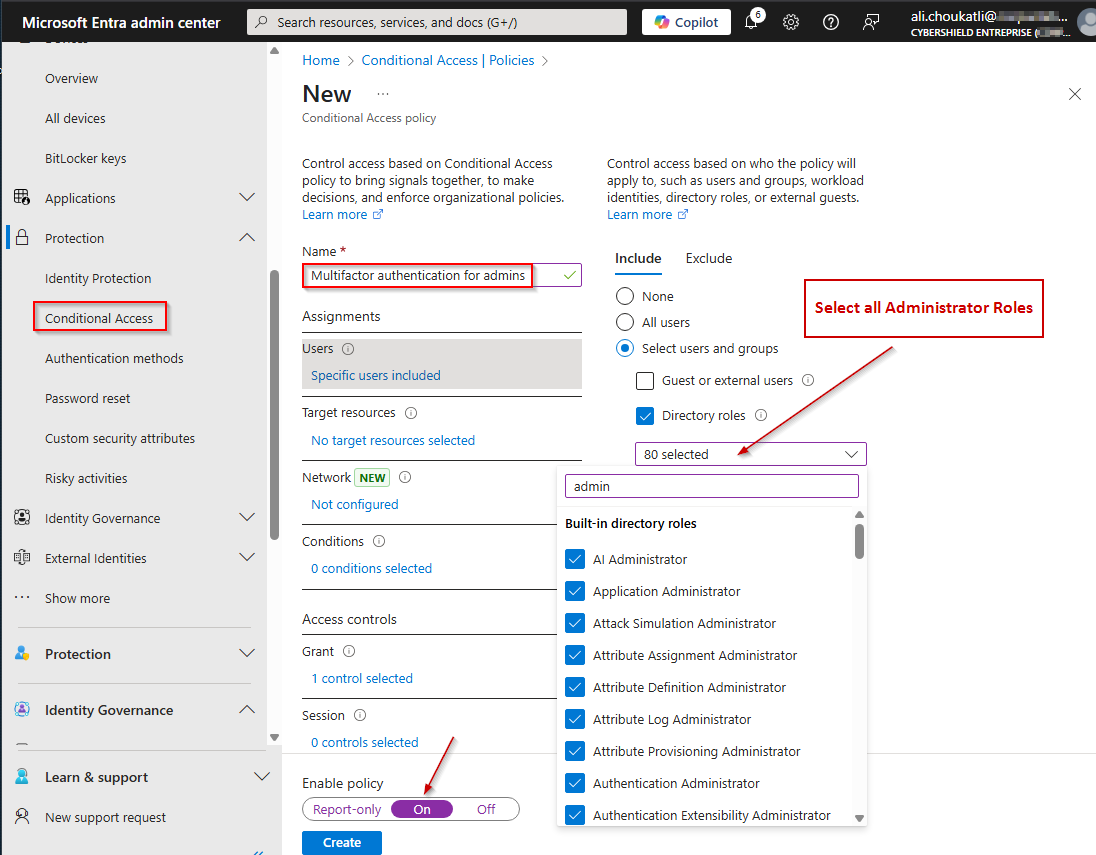 Microsoft Entra admin center
Search resources, services, and docs (G+/)
Copilot
6
ali.choukatli@
...
CYBERSHIELD ENTREPRISE (
...
Overview
All devices
BitLocker keys
Applications
Protection
Identity Protection
Conditional Access
Authentication methods
Password reset
Custom security attributes
Risky activities
Identity Governance
External Identities
Show more
Protection
Identity Governance
Learn & support
New support request
Home > Conditional Access | Policies >
New ...
Conditional Access policy
Control access based on Conditional Access
policy to bring signals together, to make
decisions, and enforce organizational policies.
Learn more
Name *
Multifactor authentication for admins
Assignments
Users
Specific users included
Target resources
No target resources selected
Network NEW
Not configured
Conditions
0 conditions selected
Access controls
Grant
1 control selected
Session
0 controls selected
Enable policy
Report-only On Off
Create
Control access based on who the policy will
apply to, such as users and groups, workload
identities, directory roles, or external guests.
Learn more
Include Exclude
None
All users
Select users and groups
Guest or external users
Directory roles
80 selected
admin
Built-in directory roles
AI Administrator
Application Administrator
Attack Simulation Administrator
Attribute Assignment Administrator
Attribute Definition Administrator
Attribute Log Administrator
Attribute Provisioning Administrator
Authentication Administrator
Authentication Extensibility Administrator
Select all Administrator Roles